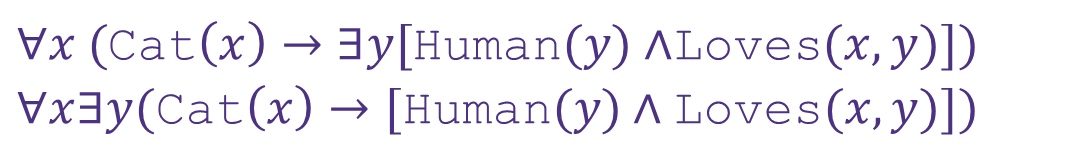 ∀x (Cat(x) → ∃y[Human(y) ∧Loves(x, y)])
∀x∃y(Cat(x) → [Human(y) ∧ Loves(x, y)])